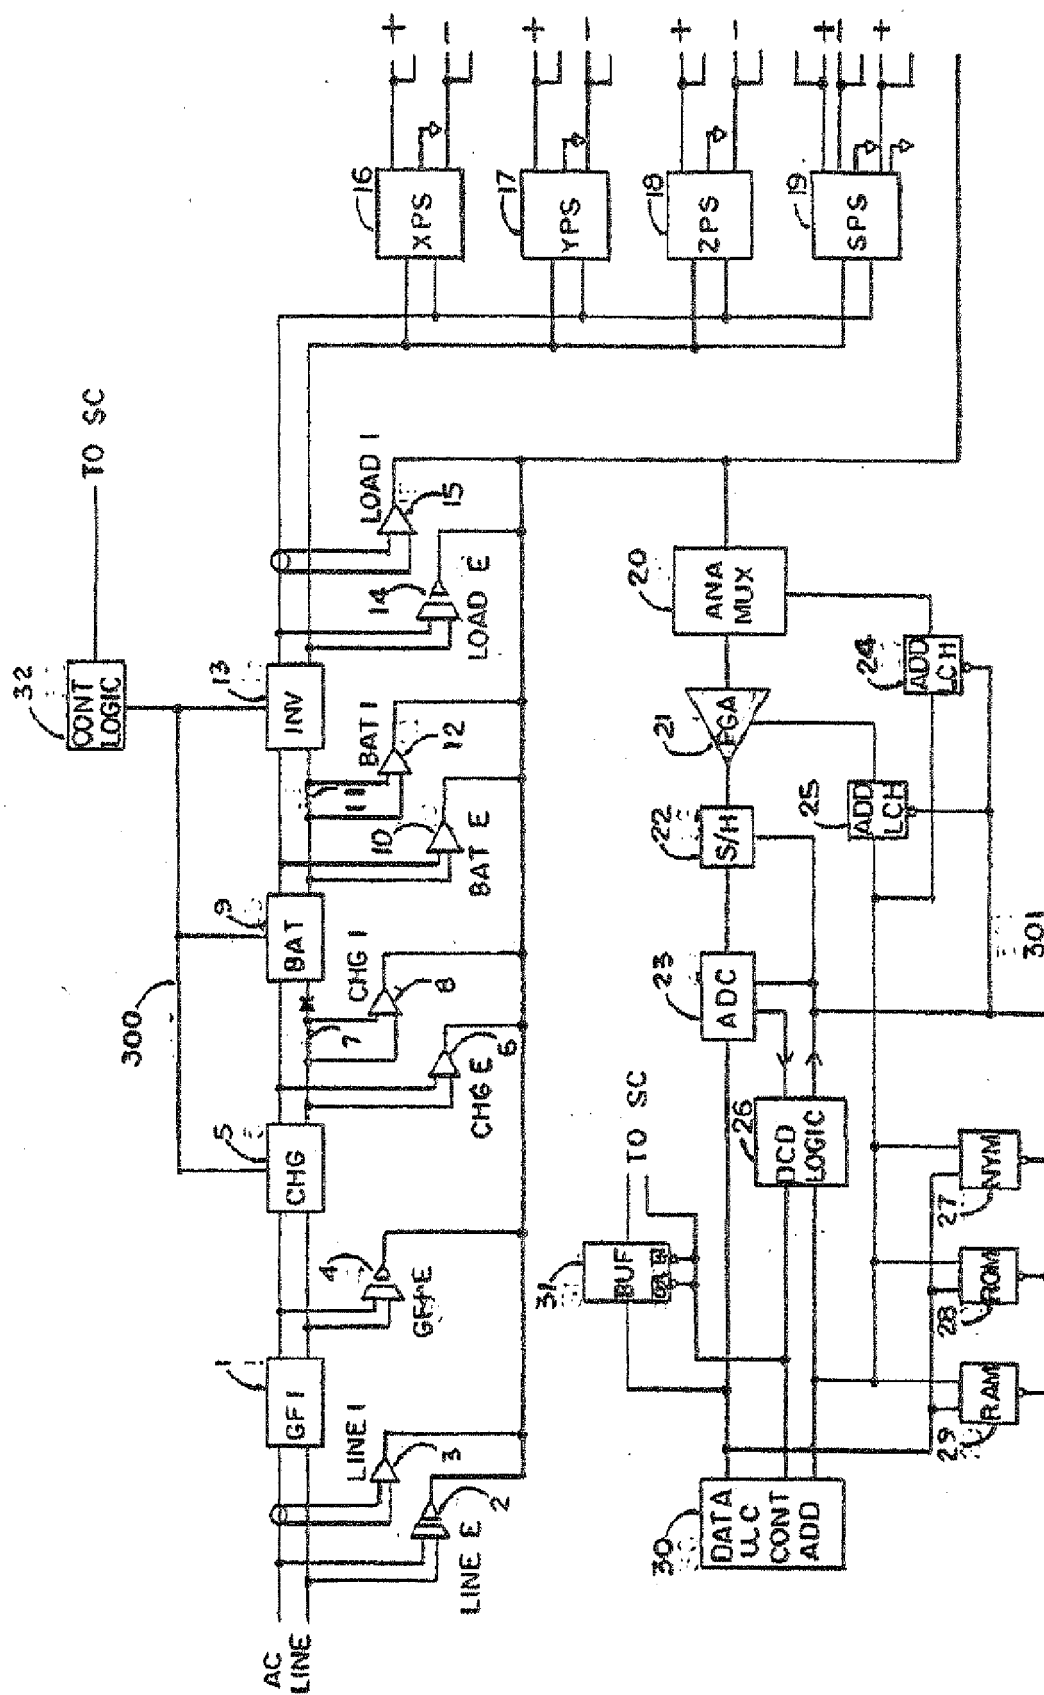 AC
LINE
LINE E
2
LINE I
3
GFI
1
GFI E
4
CHG
5
CHG E
6
CHG I
7
8
300
BAT
9
BAT E
10
BAT I
11
12
INV
13
CONT
LOGIC
32
TO SC
LOAD E
14
LOAD I
15
XPS
16
+
-
YPS
17
+
-
ZPS
18
+
-
SPS
19
+
-
+
DATA
CONT
ADD
30
BUF
31
TO SC
DCD
LOGIC
26
ADC
23
S/H
22
PGA
21
ANA
MUX
20
ADD
LCH
25
ADD
LCH
24
RAM
29
ROM
28
NYM
27
301